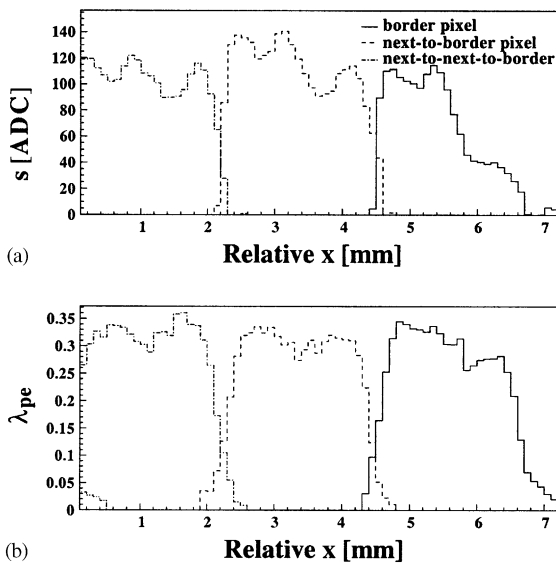 border pixel
next-to-border pixel
next-to-next-to-border
s [ADC]
140
120
100
80
60
40
20
0
1 2 3 4 5 6 7
(a)
Relative x [mm]
λpe
0.35
0.3
0.25
0.2
0.15
0.1
0.05
0
1 2 3 4 5 6 7
(b)
Relative x [mm]